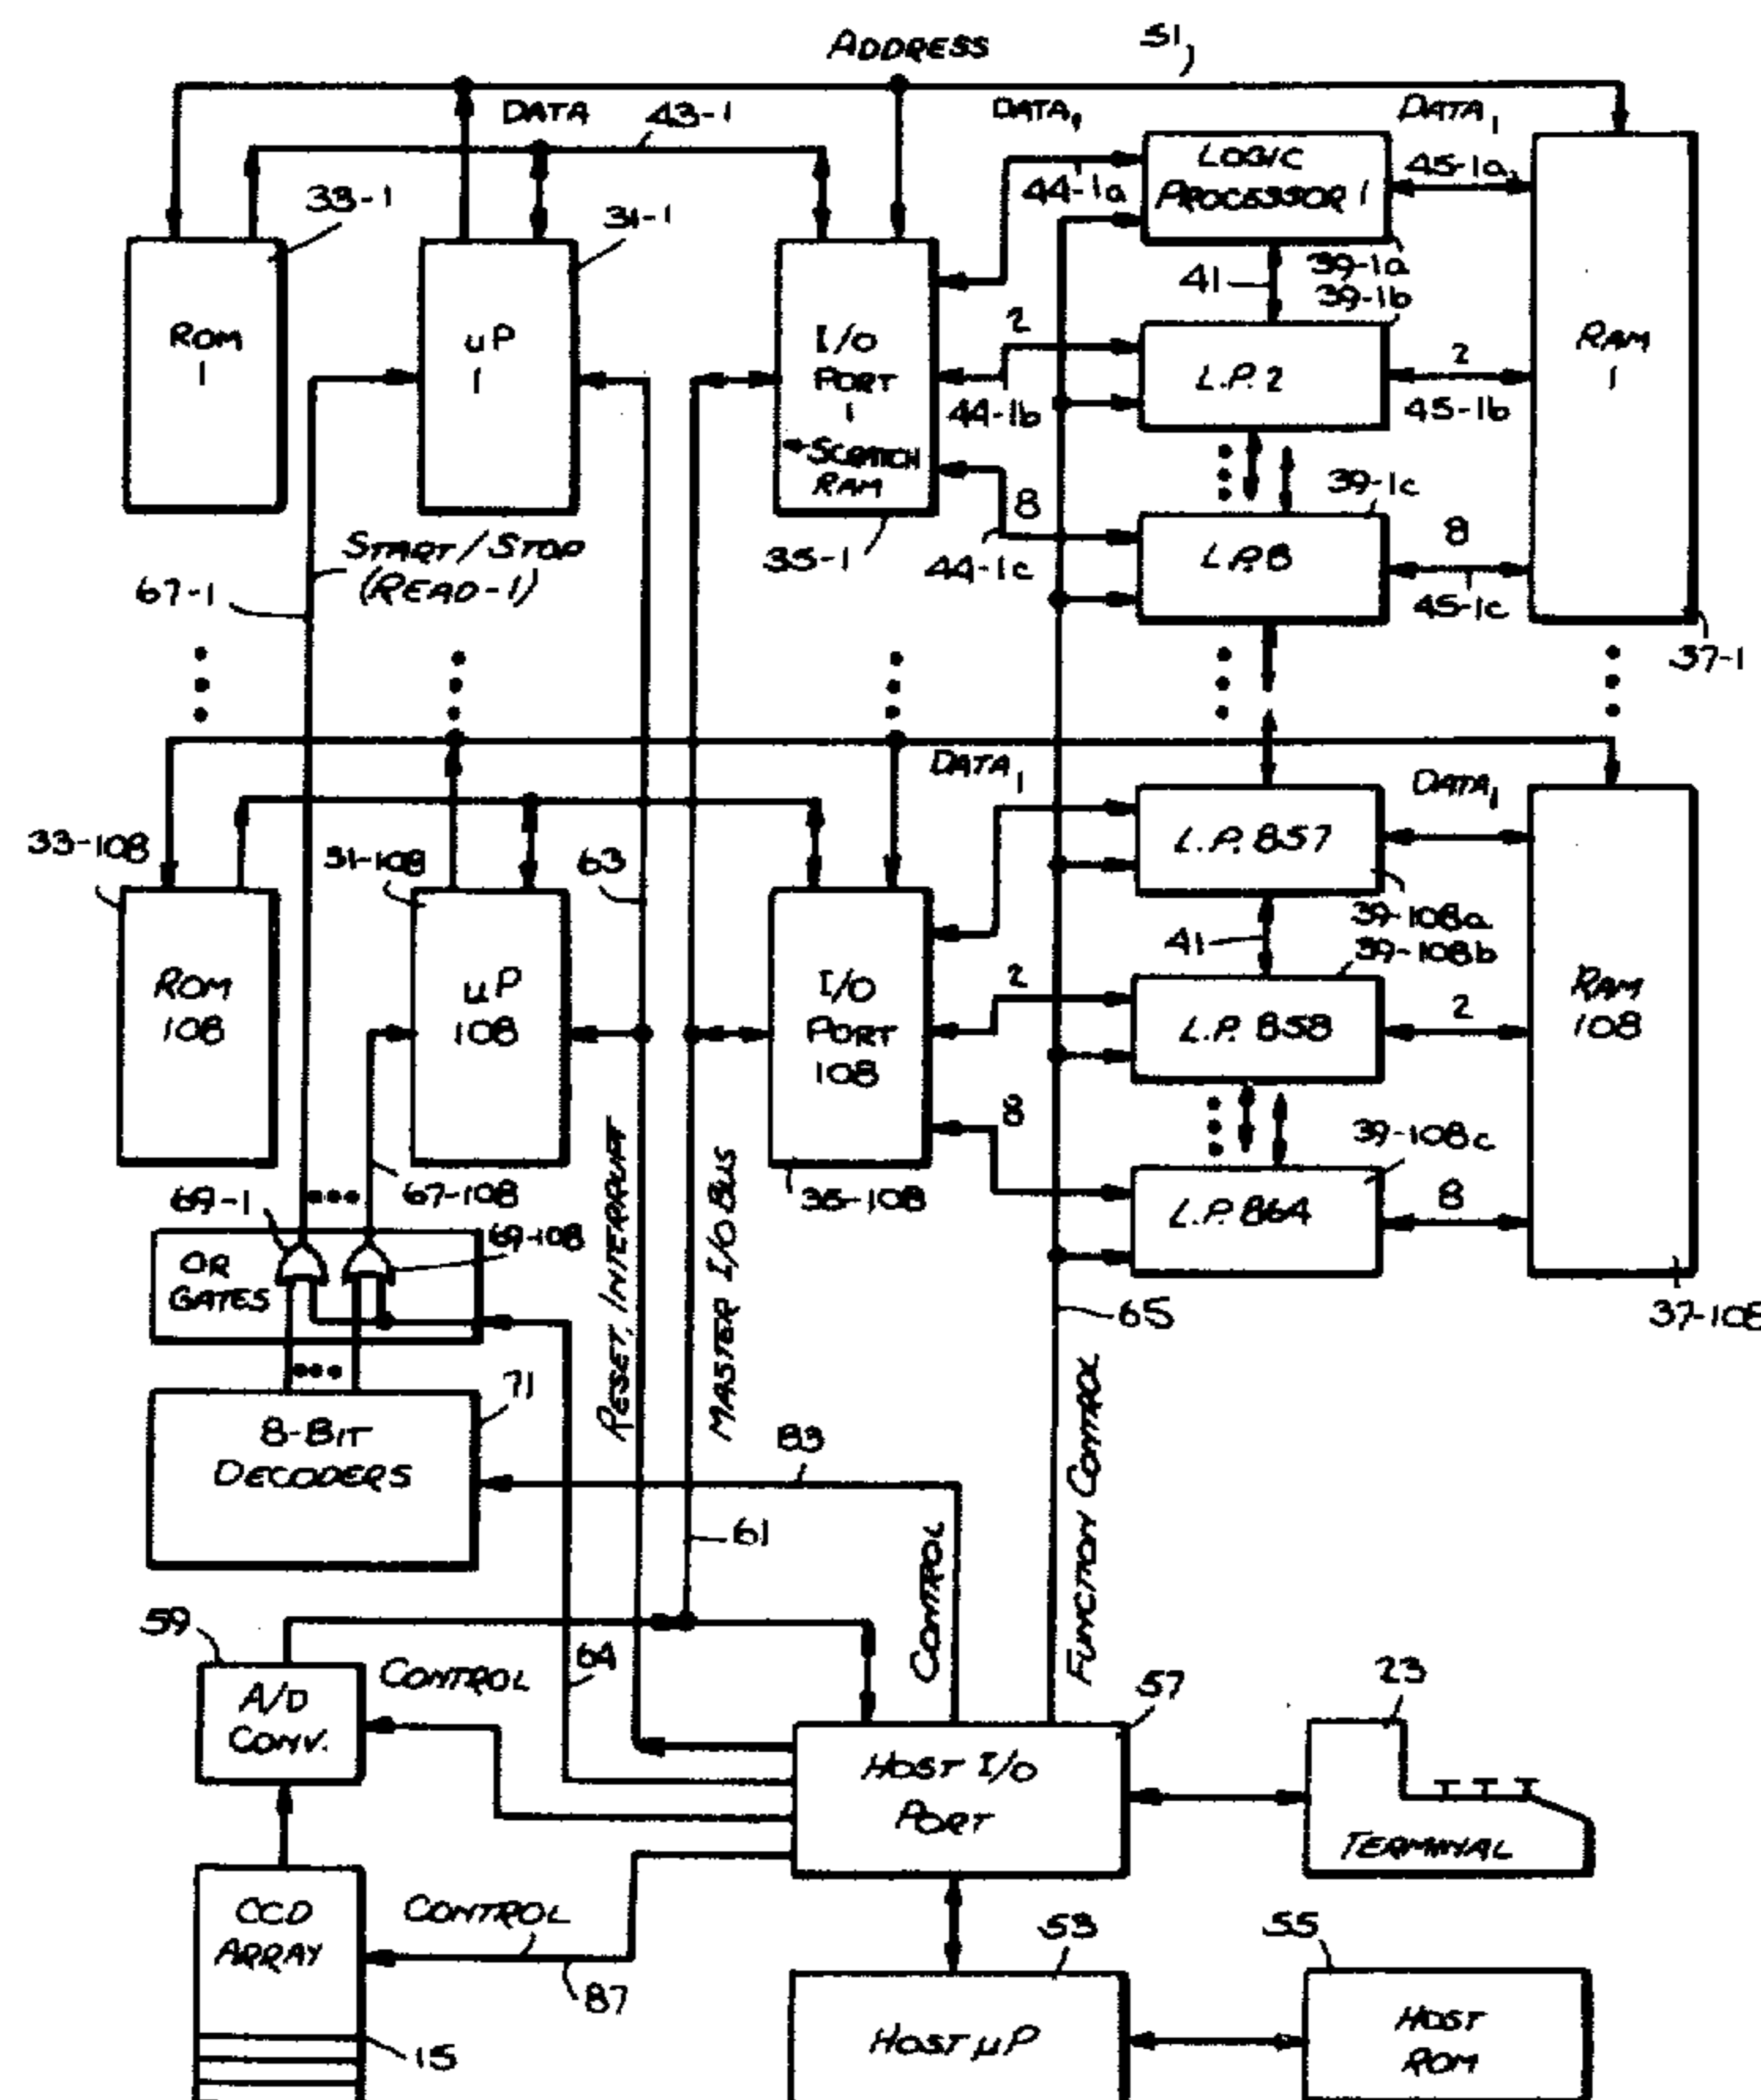 ADDRESS
51
DATA
43-1
DATA1
DATA1
33-1
31-1
44-1a
LOGIC
PROCESSOR 1
45-1a
39-1a
39-1b
41
ROM
1
uP
1
I/O
PORT
1
SCRATCH
RAM
2
44-1b
L.P. 2
2
45-1b
RAM
1
39-1c
START/STOP
(READ-1)
67-1
35-1
8
44-1c
L.P. 8
8
45-1c
37-1
DATA1
DATA1
33-108
31-108
63
L.P. 857
39-108a
39-108b
41
ROM
108
uP
108
I/O
PORT
108
2
L.P. 858
2
RAM
108
8
39-108c
L.P. 864
8
69-1
67-108
69-108
35-108
37-108
OR
GATES
RESET, INTERRUPT
MASTER I/O BUS
65
71
8-BIT
DECODERS
83
61
CONTROL
FUNCTION CONTROL
59
A/D
CONV.
CONTROL
64
57
23
HOST I/O
PORT
TERMINAL
CCD
ARRAY
CONTROL
87
15
53
HOST µP
55
HOST
ROM